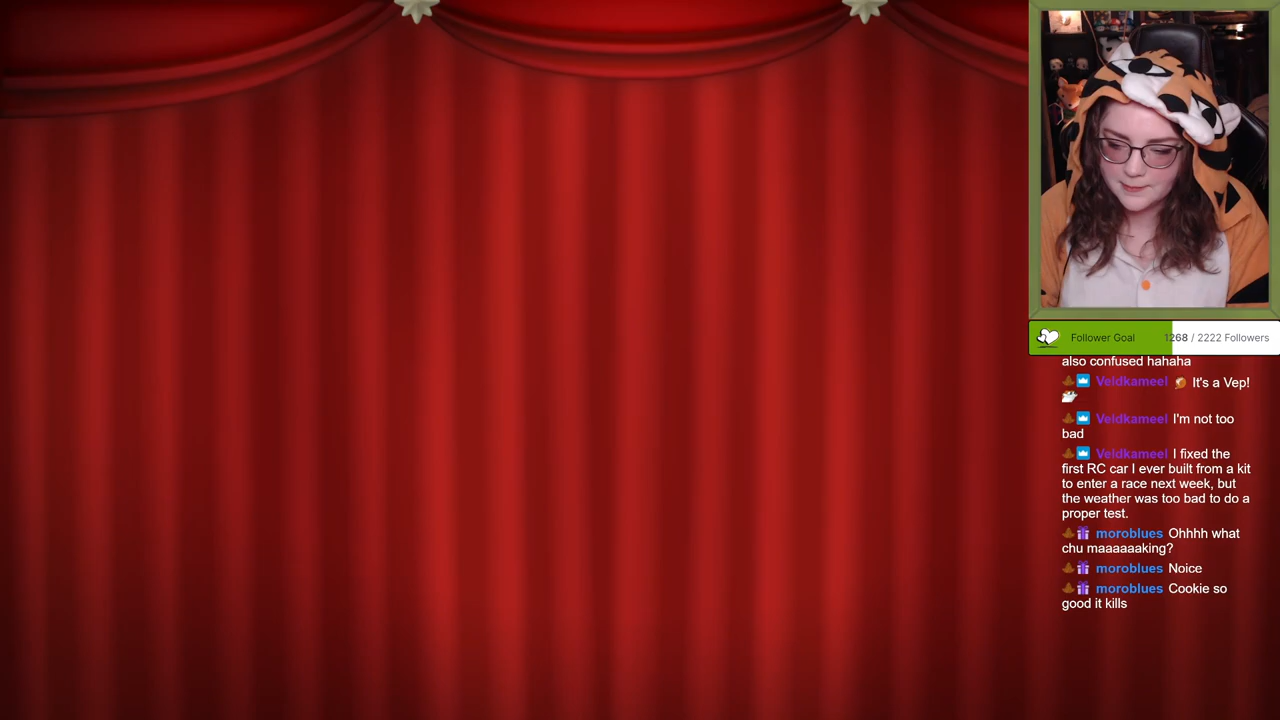 Follower Goal 1268 / 2222 Followers
also confused hahaha
Veldkameel It's a Vep!
Veldkameel I'm not too
bad
Veldkameel I fixed the
first RC car I ever built from a kit
to enter a race next week, but
the weather was too bad to do a
proper test.
moroblues Ohhhh what
chu maaaaaaking?
moroblues Noice
moroblues Cookie so
good it kills